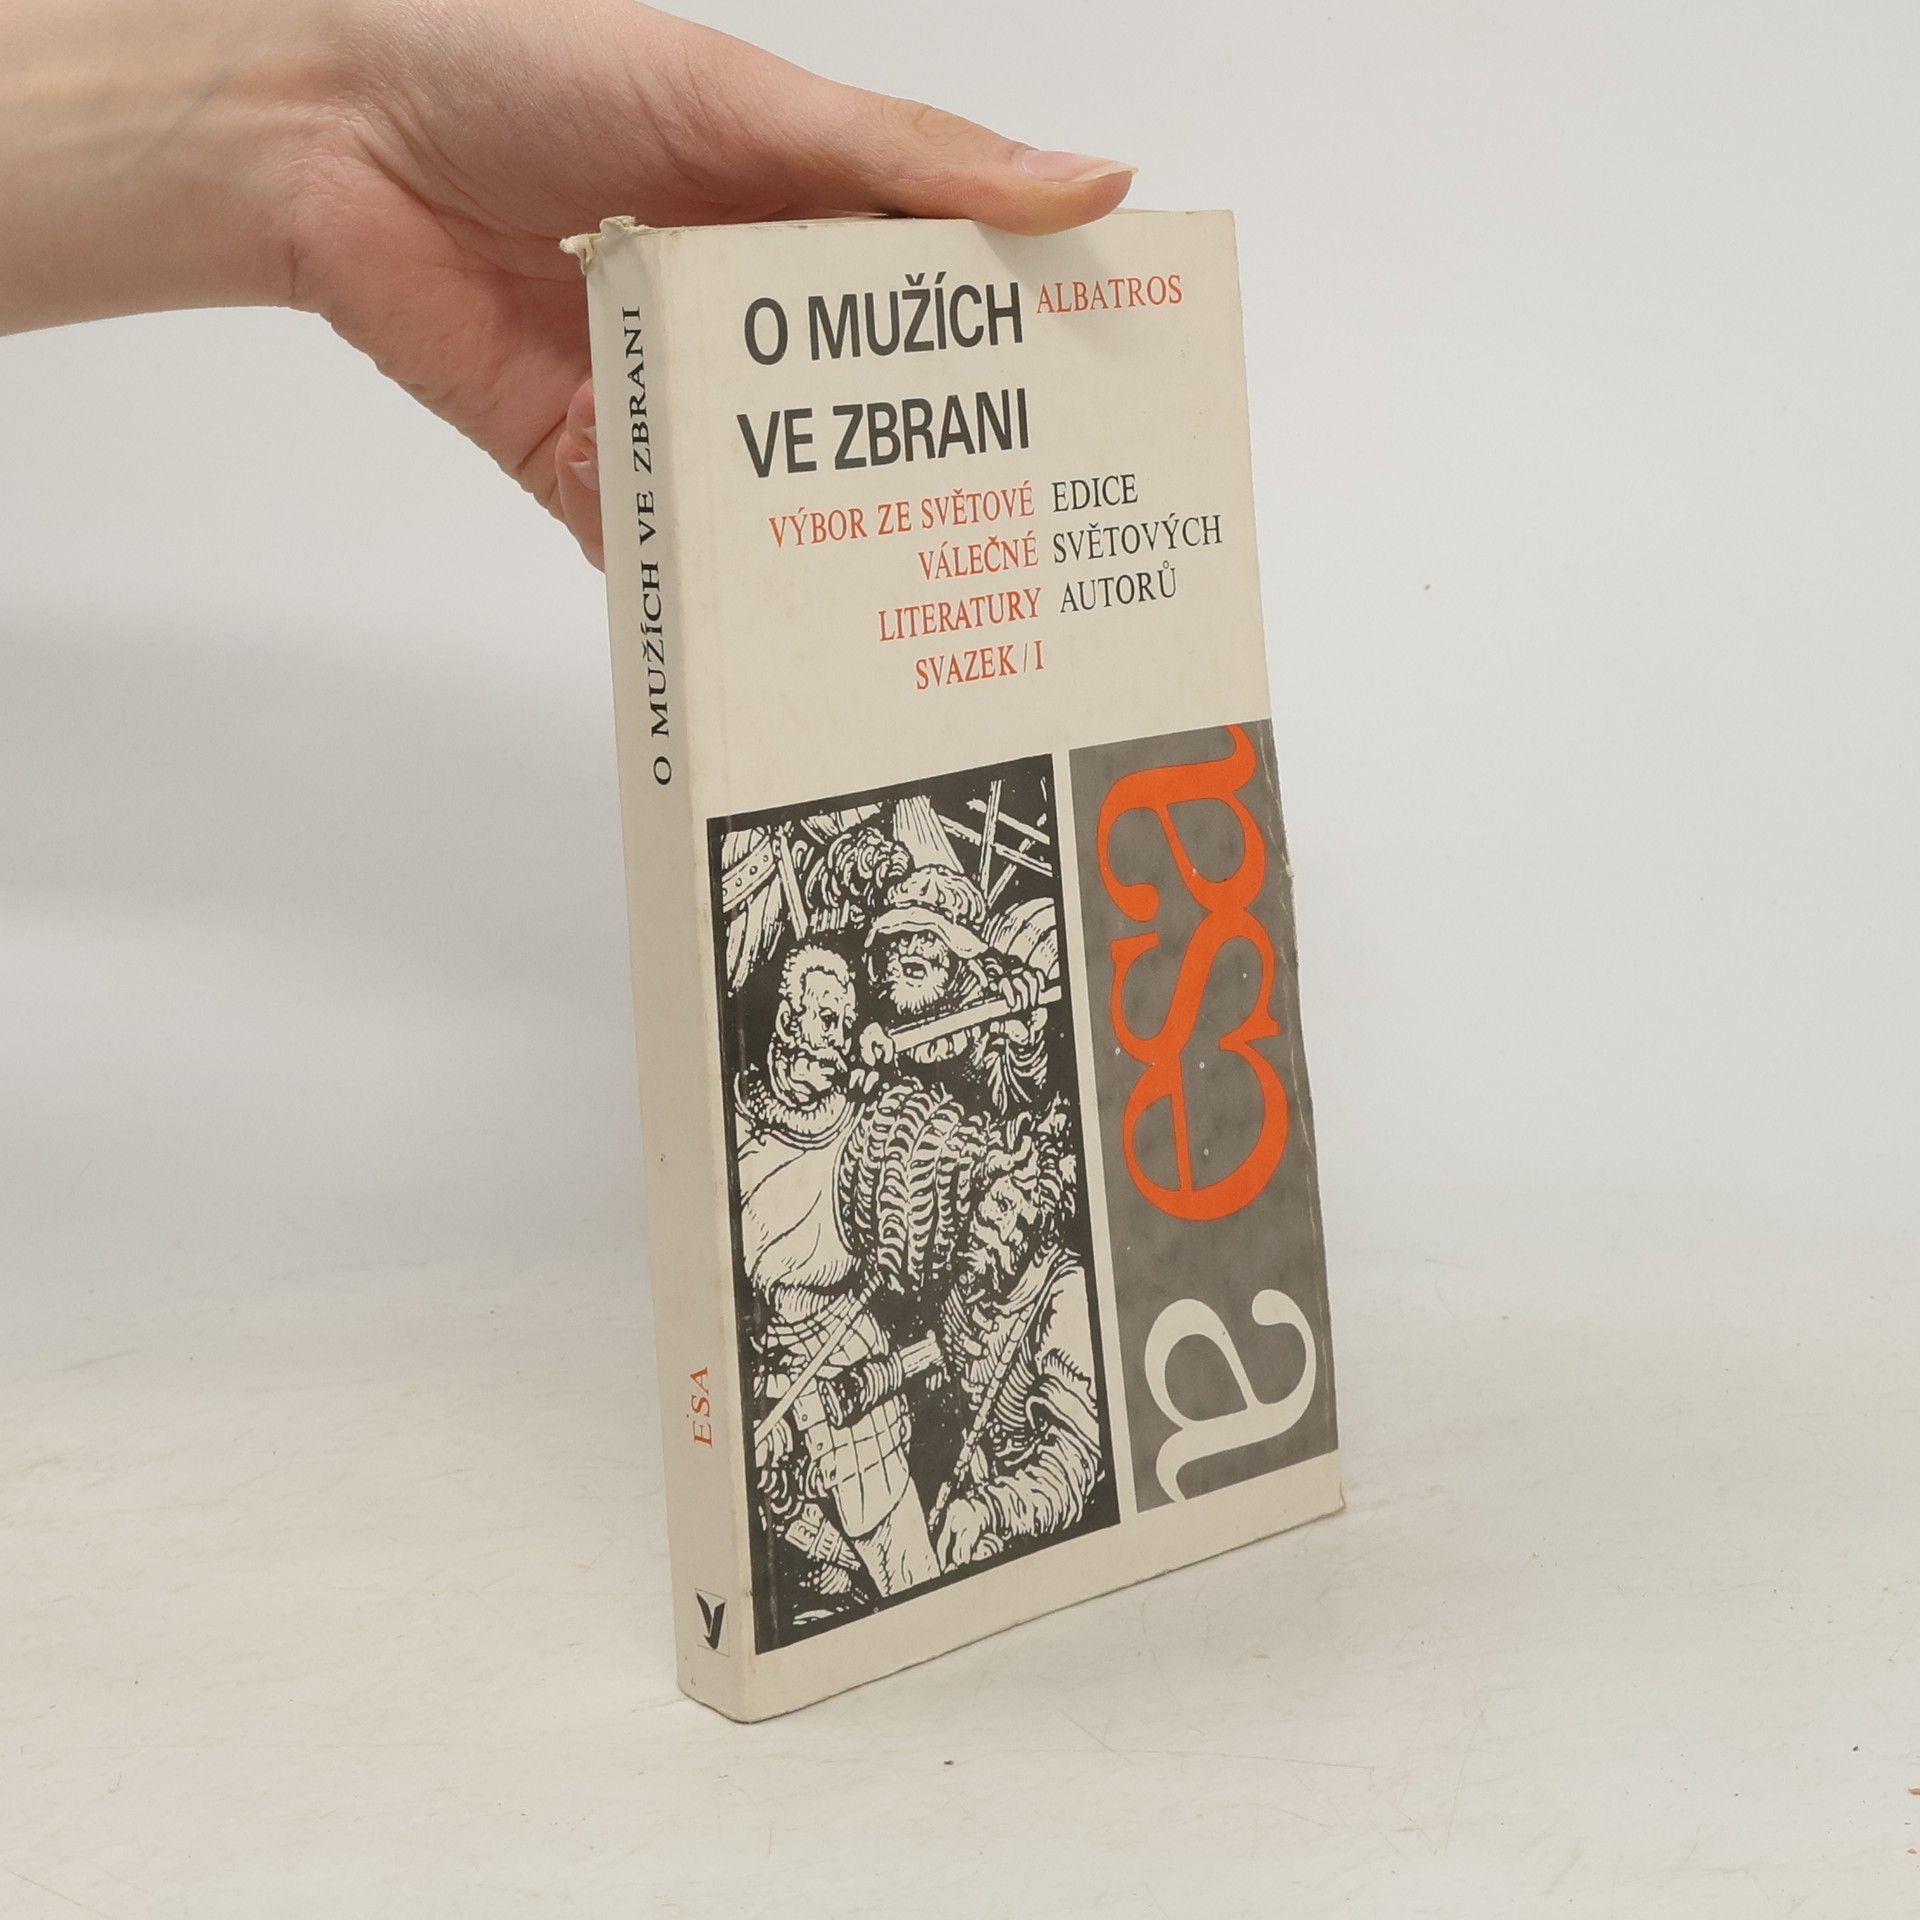 O MUŽÍCH
VE ZBRANI
ALBATROS
VÝBOR ZE SVĚTOVÉ
VÁLEČNÉ
LITERATURY
SVAZEK/I
EDICE
SVĚTOVÝCH
AUTORŮ
esa
a
O MUŽÍCH VE ZBRANI
ESA